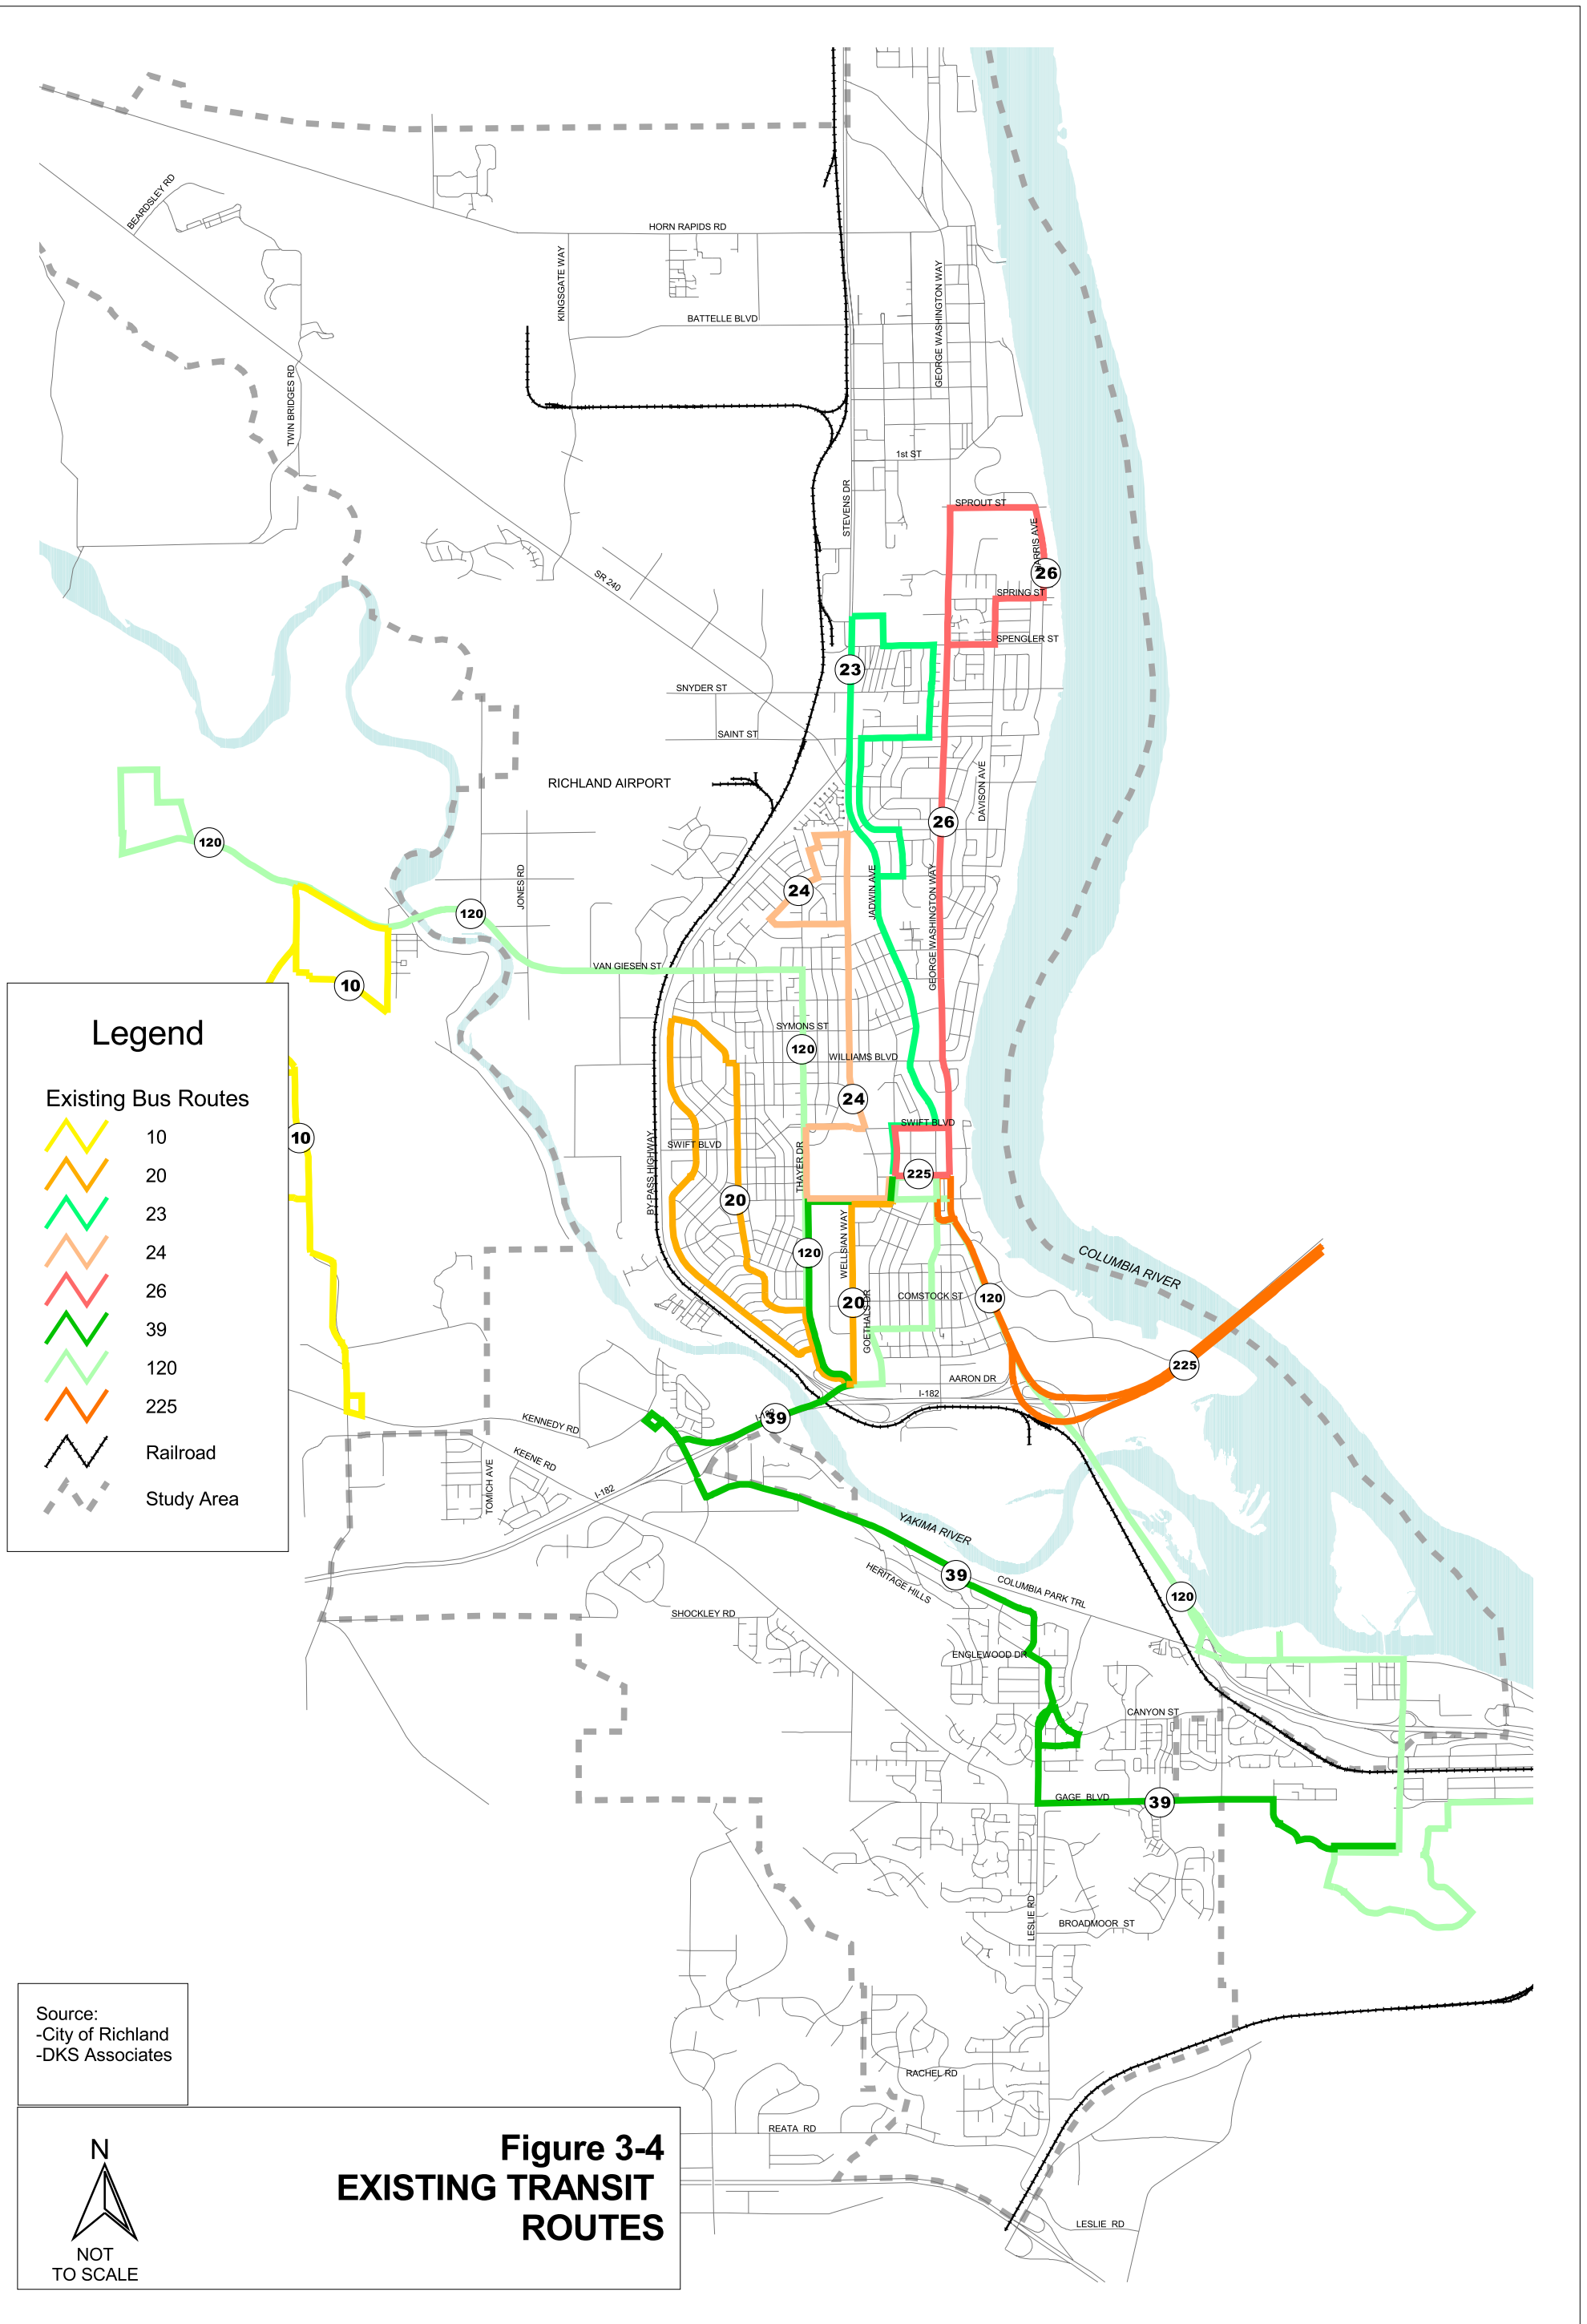 BEARDSLEY RD
HORN RAPIDS RD
KINGSGATE WAY
GEORGE WASHINGTON WAY
BATTELLE BLVD
TWIN BRIDGES RD
1st ST
STEVENS DR
SPROUT ST
HARRIS AVE
26
SR 240
SPRING ST
SPENGLER ST
23
SNYDER ST
SAINT ST
RICHLAND AIRPORT
DAVISON AVE
26
120
JONES RD
24
JADWIN AVE
GEORGE WASHINGTON WAY
120
VAN GIESEN ST
10
SYMONS ST
120
WILLIAMS BLVD
24
SWIFT BLVD
10
SWIFT BLVD
BY-PASS HIGHWAY
THAYER DR
225
20
WELLSIAN WAY
120
COLUMBIA RIVER
COMSTOCK ST
120
20
GOETHALS DR
225
AARON DR
I-182
KENNEDY RD
I-182
39
KEENE RD
TOMICH AVE
I-182
YAKIMA RIVER
HERITAGE HILLS
39
COLUMBIA PARK TRL
120
SHOCKLEY RD
ENGLEWOOD DR
CANYON ST
GAGE BLVD
39
LESLIE RD
BROADMOOR ST
RACHEL RD
REATA RD
LESLIE RD
Legend
Existing Bus Routes
10
20
23
24
26
39
120
225
Railroad
Study Area
Source:
-City of Richland
-DKS Associates
N
NOT
TO SCALE
Figure 3-4
EXISTING TRANSIT
ROUTES